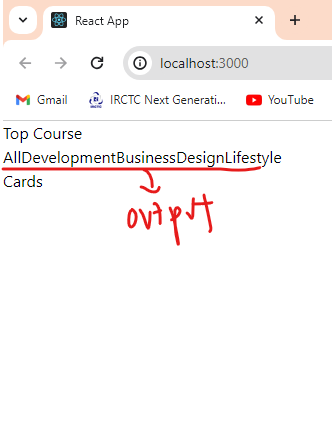 React App
localhost:3000
IRCTC Next Generati...
YouTube
Gmail
Top Course
AllDevelopmentBusinessDesignLifestyle
output
Cards